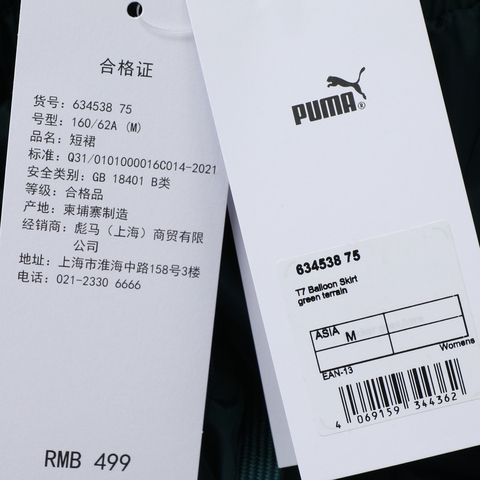 合格证
货号: 634538 75
号型: 160/62A (M)
品名: 短裙
标准: Q31/0101000016C014-2021
安全类别: GB 18401 B类
等级: 合格品
产地: 柬埔寨制造
经销商: 彪马（上海）商贸有限
公司
地址: 上海市淮海中路158号3楼
电话: 021-2330 6666
RMB 499
PUMA®
634538 75
T7 Balloon Skirt
green terrain
ASIA
M
Womens
EAN-13
4 069159 344362